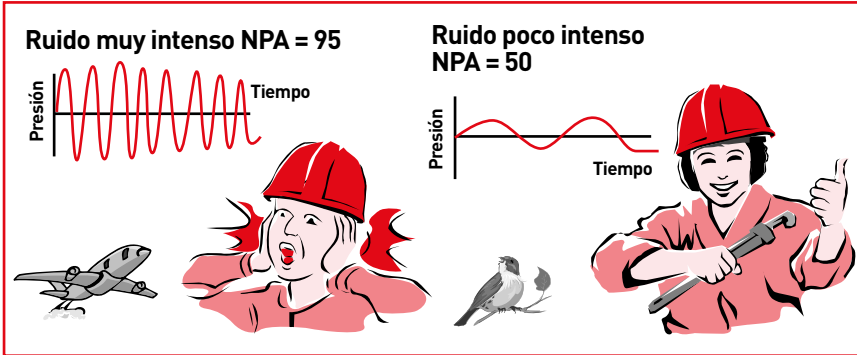 Ruido muy intenso NPA = 95
Presión
Tiempo
Ruido poco intenso
NPA = 50
Presión
Tiempo